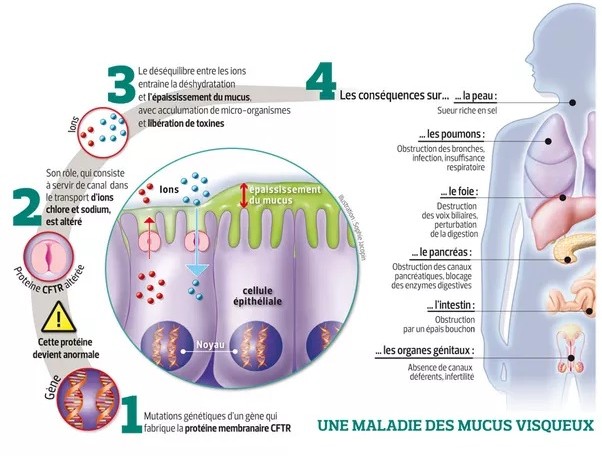 3
Le déséquilibre entre les ions
entraine la déshydratation
et l'épaississement du mucus,
avec acculumation de micro-organismes
et libération de toxines
Ions
2
Son rôle, qui consiste
à servir de canal dans
le transport d'ions
chlore et sodium,
est altéré
Protéine CFTR altérée
Cette protéine
devient anormale
Gène
1
Mutations génétiques d'un gène qui
fabrique la protéine membranaire CFTR
Ions
épaississement
du mucus
cellule
épithéliale
Noyau
Illustration : Sophie Jacopin
4
Les conséquences sur... ... la peau :
Sueur riche en sel
... les poumons :
Obstruction des bronches,
infection, insuffisance
respiratoire
... le foie :
Destruction
des voix biliaires,
perturbation
de la digestion
... le pancréas :
Obstruction des canaux
pancréatiques, blocage
des enzymes digestives
... l'intestin :
Obstruction
par un épais bouchon
... les organes génitaux :
Absence de canaux
déférents, infertilité
UNE MALADIE DES MUCUS VISQUEUX